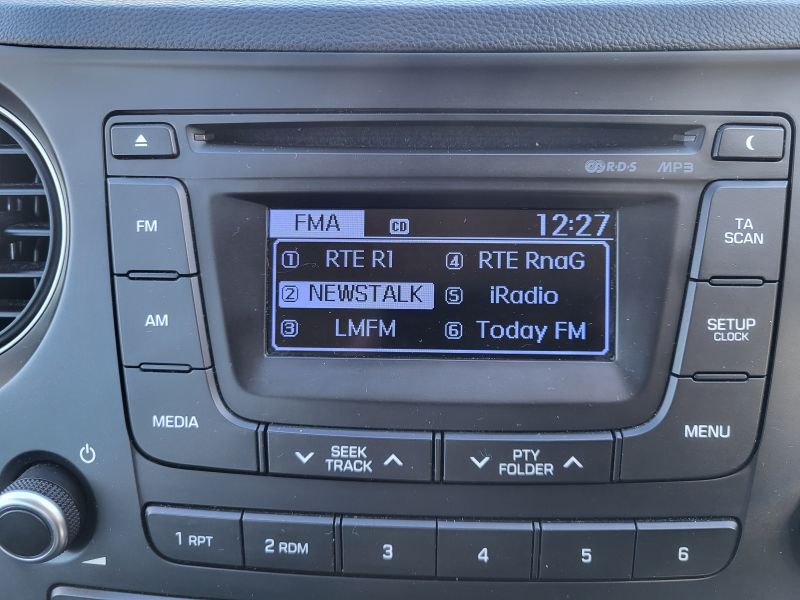 R·D·S MP3
FM
TA
SCAN
FMA CD 12:27
1 RTE R1 4 RTE RnaG
2 NEWSTALK 5 iRadio
3 LMFM 6 Today FM
AM
SETUP
CLOCK
MEDIA
MENU
SEEK
TRACK
PTY
FOLDER
1 RPT 2 RDM 3 4 5 6